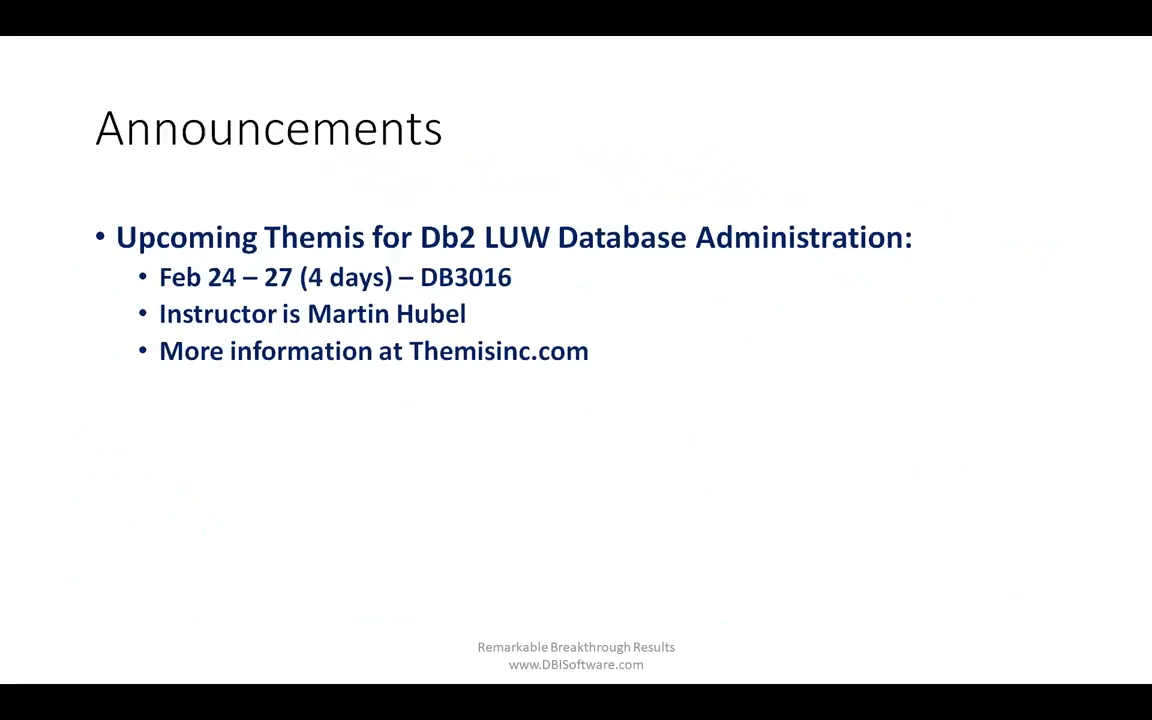 Announcements
• Upcoming Themis for Db2 LUW Database Administration:
• Feb 24 – 27 (4 days) – DB3016
• Instructor is Martin Hubel
• More information at Themisinc.com
Remarkable Breakthrough Results
www.DBISoftware.com